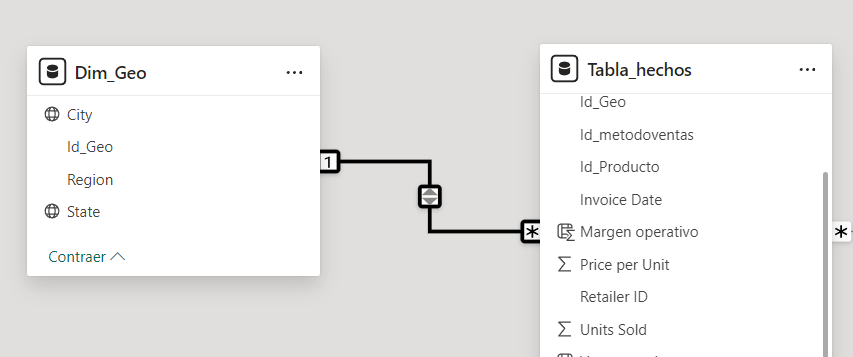 Dim_Geo
City
Id_Geo
Region
State
Contraer
1
*
Tabla_hechos
Id_Geo
Id_metodoventas
Id_Producto
Invoice Date
Margen operativo
Price per Unit
Retailer ID
Units Sold
*